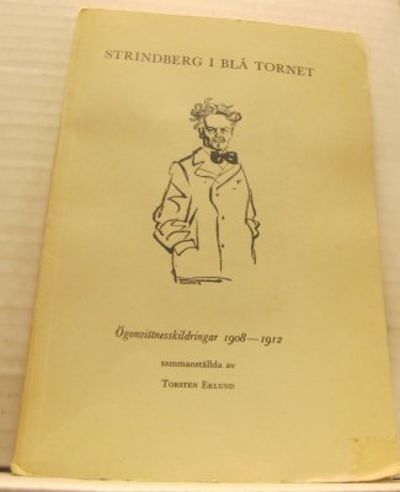 STRINDBERG I BLÅ TORNET
Ögonvittnesskildringar 1908—1912
sammanställda av
TORSTEN EKLUND